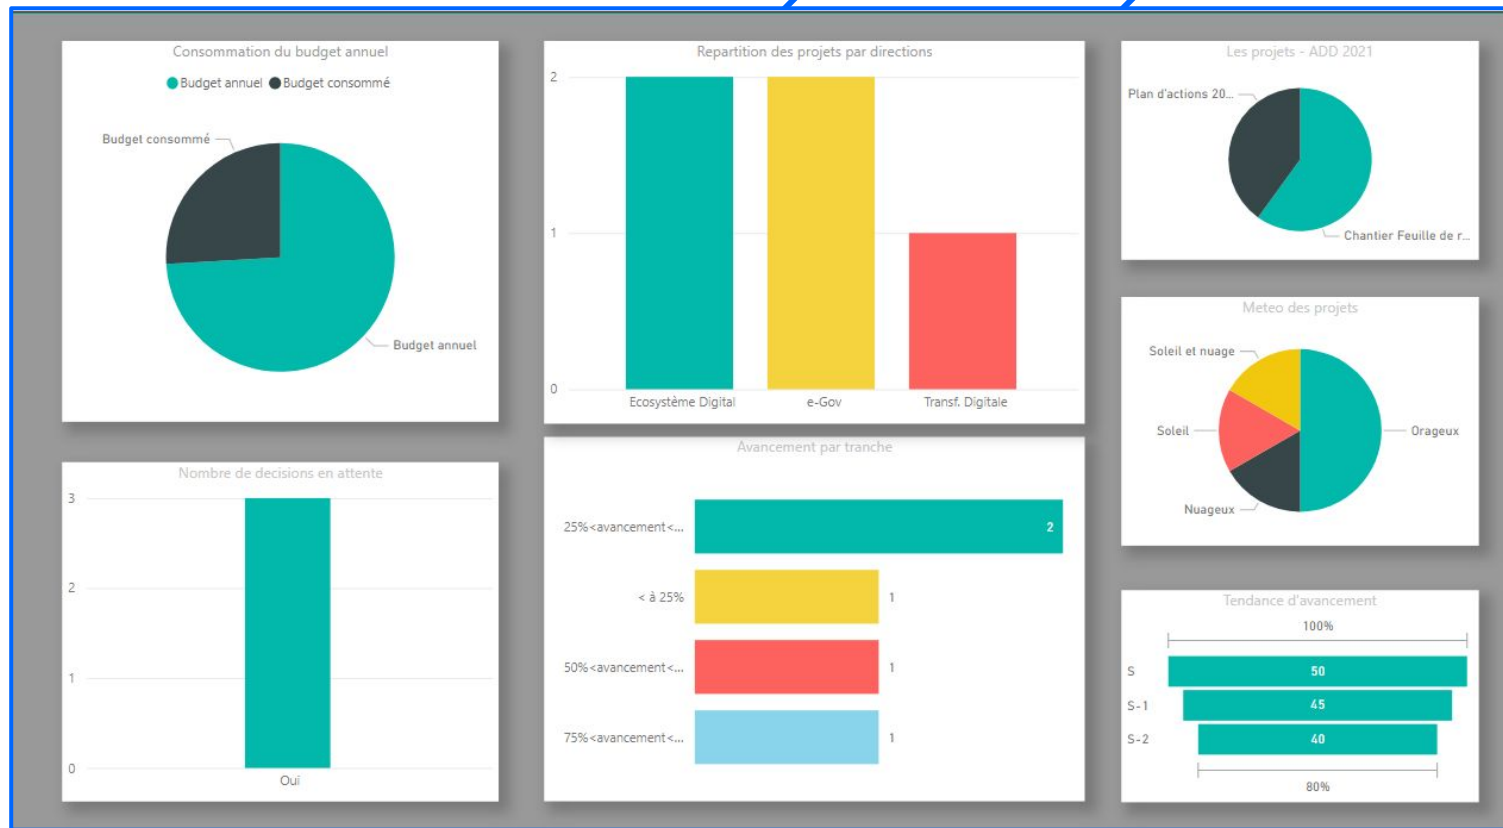 Consommation du budget annuel
Budget annuel Budget consommé
Budget consommé
Budget annuel
Repartition des projets par directions
2
1
0
Ecosystème Digital e-Gov Transf. Digitale
Les projets - ADD 2021
Plan d'actions 20...
Chantier Feuille de r...
Meteo des projets
Soleil et nuage
Soleil
Orageux
Nuageux
Nombre de decisions en attente
3
2
1
0
Oui
Avancement par tranche
25%<avancement<... 2
< à 25% 1
50%<avancement<... 1
75%<avancement<... 1
Tendance d'avancement
100%
S 50
S-1 45
S-2 40
80%